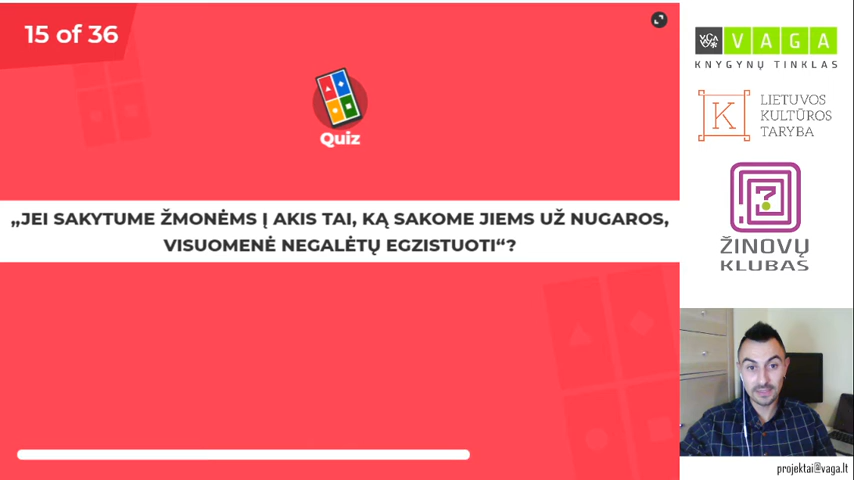 15 of 36
Quiz
„JEI SAKYTUME ŽMONĖMS Į AKIS TAI, KĄ SAKOME JIEMS UŽ NUGAROS,
VISUOMENĖ NEGALĖTŲ EGZISTUOTI“?
VAGA
KNYGYNŲ TINKLAS
LIETUVOS
KULTŪROS
TARYBA
ŽINOVŲ
KLUBAS
projektai@vaga.lt